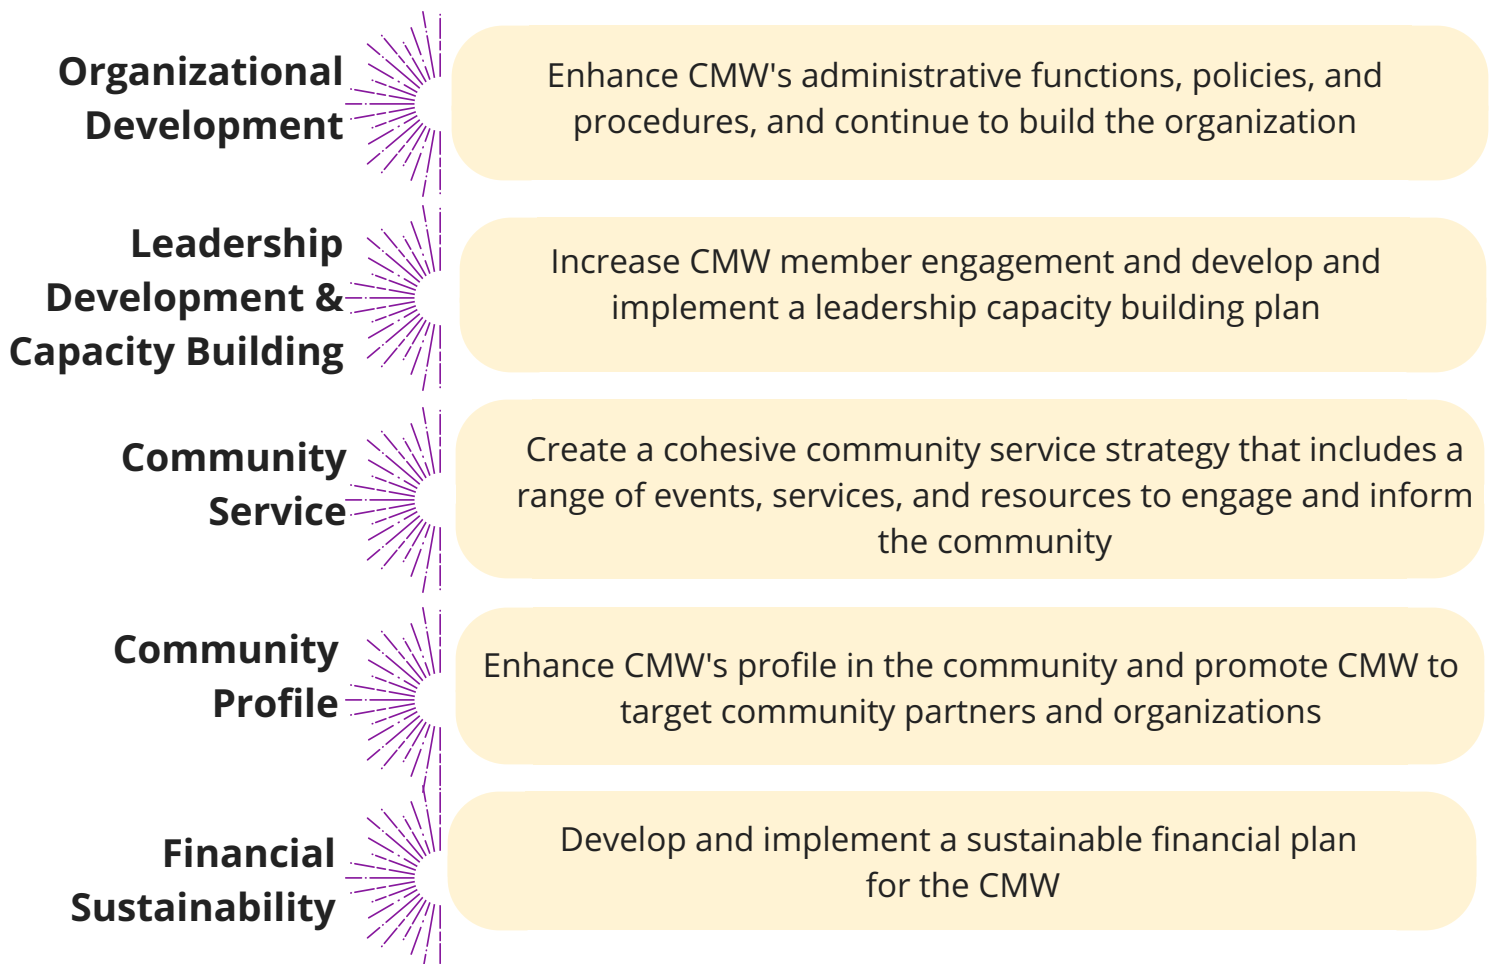 Organizational
Development
Enhance CMW's administrative functions, policies, and
procedures, and continue to build the organization
Leadership
Development &
Capacity Building
Increase CMW member engagement and develop and
implement a leadership capacity building plan
Community
Service
Create a cohesive community service strategy that includes a
range of events, services, and resources to engage and inform
the community
Community
Profile
Enhance CMW's profile in the community and promote CMW to
target community partners and organizations
Financial
Sustainability
Develop and implement a sustainable financial plan
for the CMW